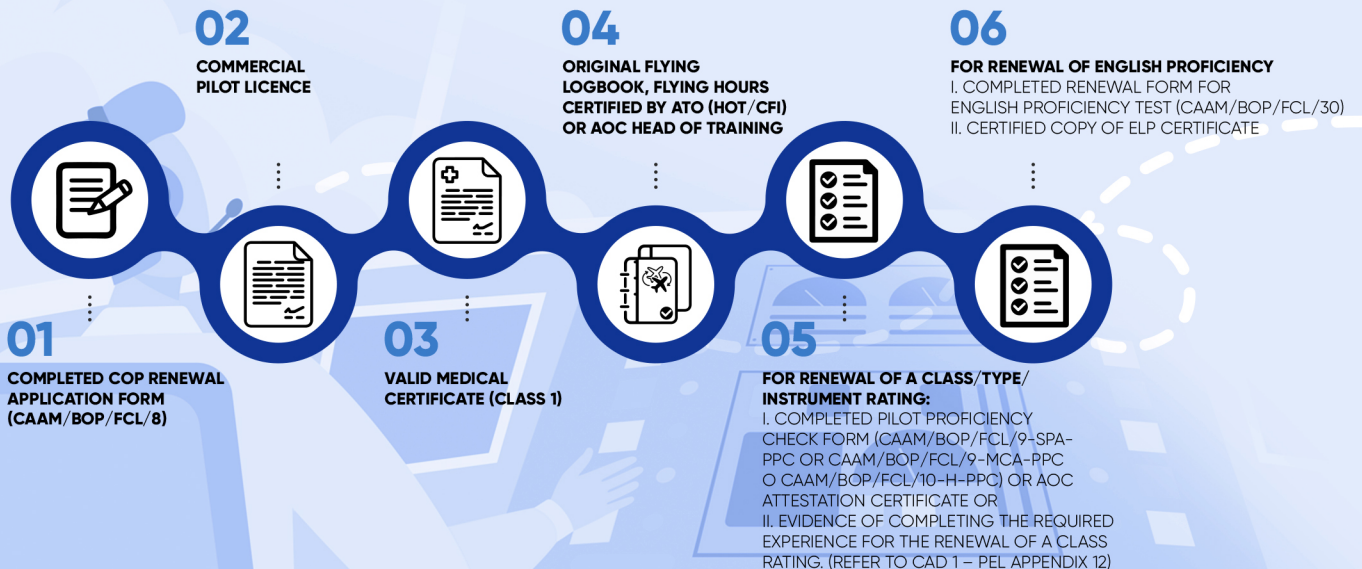 01
COMPLETED COP RENEWAL
APPLICATION FORM
(CAAM/BOP/FCL/8)
02
COMMERCIAL
PILOT LICENCE
03
VALID MEDICAL
CERTIFICATE (CLASS 1)
04
ORIGINAL FLYING
LOGBOOK, FLYING HOURS
CERTIFIED BY ATO (HOT/CFI)
OR AOC HEAD OF TRAINING
05
FOR RENEWAL OF A CLASS/TYPE/
INSTRUMENT RATING:
I. COMPLETED PILOT PROFICIENCY
CHECK FORM (CAAM/BOP/FCL/9-SPA-
PPC OR CAAM/BOP/FCL/9-MCA-PPC
O CAAM/BOP/FCL/10-H-PPC) OR AOC
ATTESTATION CERTIFICATE OR
II. EVIDENCE OF COMPLETING THE REQUIRED
EXPERIENCE FOR THE RENEWAL OF A CLASS
RATING. (REFER TO CAD 1 – PEL APPENDIX 12)
06
FOR RENEWAL OF ENGLISH PROFICIENCY
I. COMPLETED RENEWAL FORM FOR
ENGLISH PROFICIENCY TEST (CAAM/BOP/FCL/30)
II. CERTIFIED COPY OF ELP CERTIFICATE